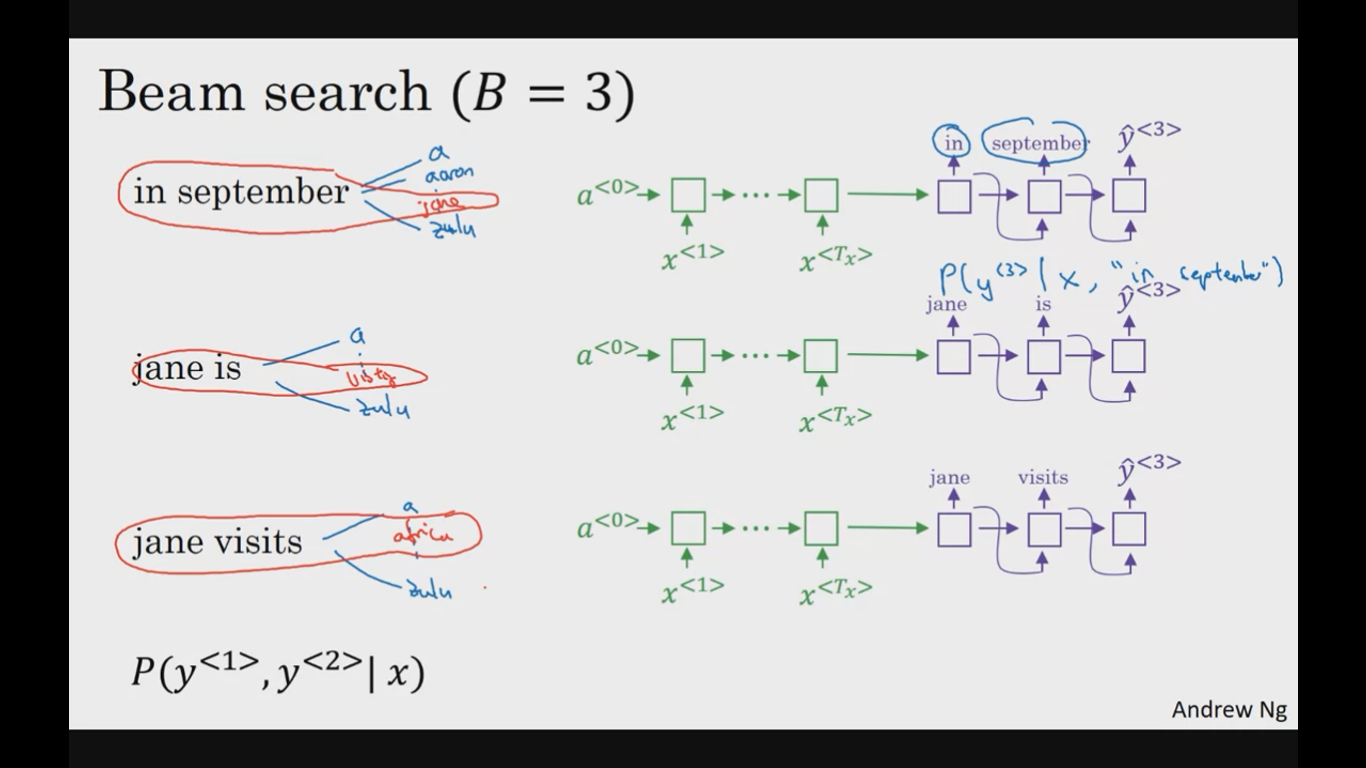 Beam search (B = 3)
in september
a
aaron
jane
zulu
a<0>
x<1>
...
x<Tx>
in
september
ŷ<3>
P(y<3> | x, "in september")
jane is
a
visiting
zulu
a<0>
x<1>
...
x<Tx>
jane
is
ŷ<3>
jane visits
a
africa
zulu
a<0>
x<1>
...
x<Tx>
jane
visits
ŷ<3>
P(y<1>, y<2> | x)
Andrew Ng